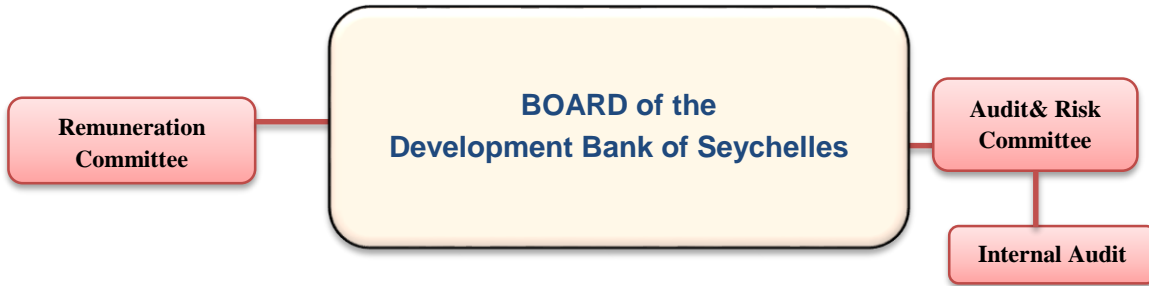 BOARD of the
Development Bank of Seychelles
Remuneration
Committee
Audit& Risk
Committee
Internal Audit